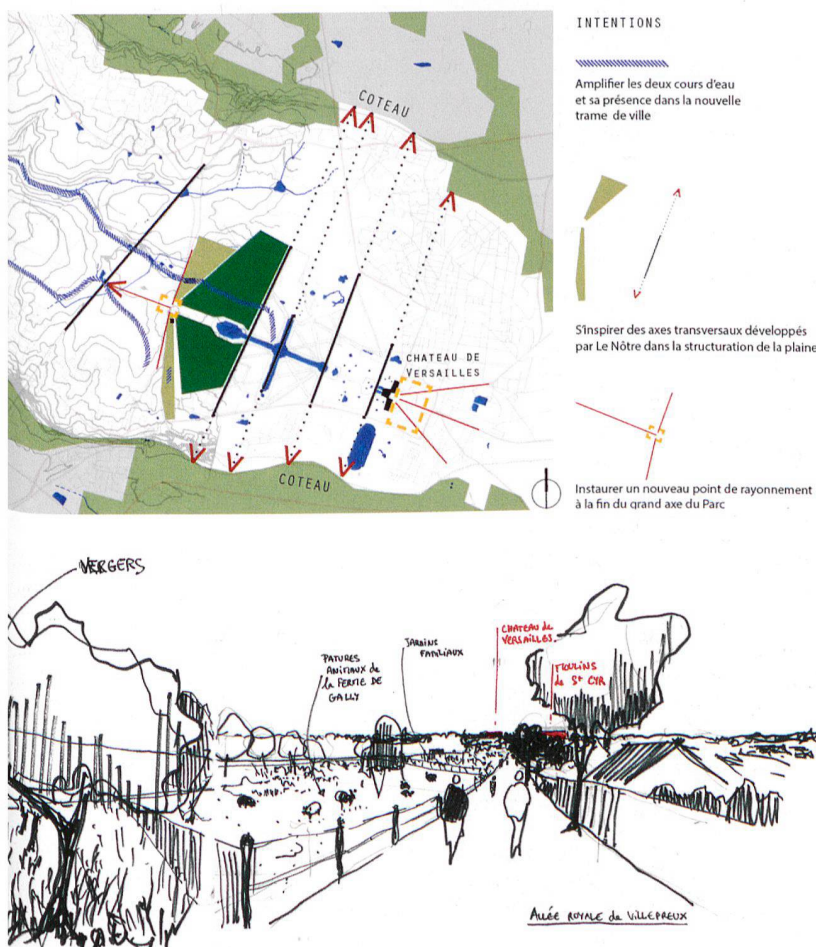 INTENTIONS
Amplifier les deux cours d'eau
et sa présence dans la nouvelle
trame de ville
COTEAU
S'inspirer des axes transversaux développés
par Le Nôtre dans la structuration de la plaine
CHATEAU DE
VERSAILLES
COTEAU
Instaurer un nouveau point de rayonnement
à la fin du grand axe du Parc
VERGERS
PATURES
ANIMAUX de
la FERME DE
GALLY
JARDINS
FAMILIAUX
CHATEAU de
VERSAILLES
MOULINS
de St CYR
ALLÉE ROYALE de VILLEPREUX